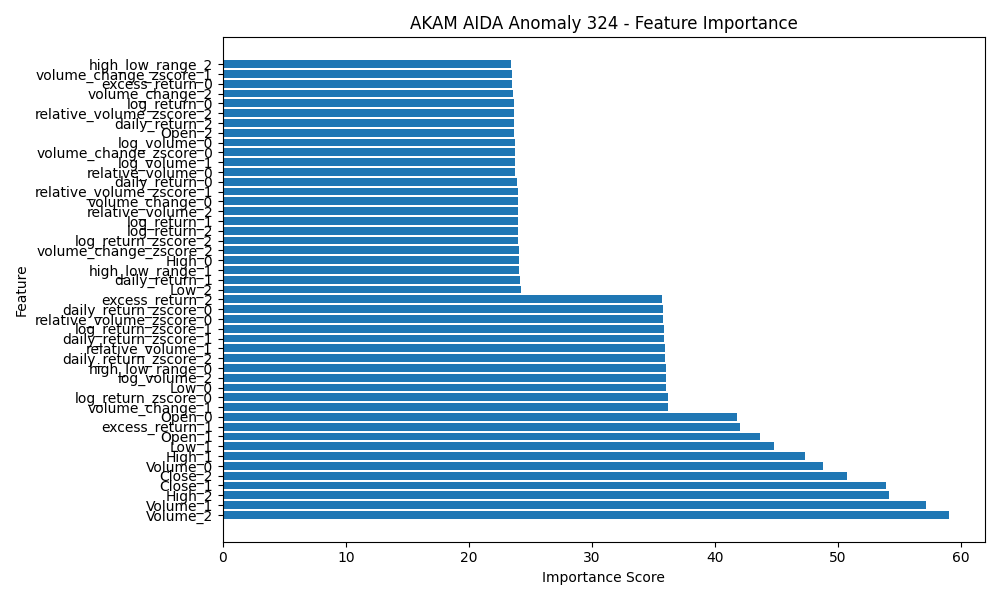 AKAM AIDA Anomaly 324 - Feature Importance
high_low_range_2
volume_change_zscore_1
excess_return_0
volume_change_2
log_return_0
relative_volume_zscore_2
daily_return_2
Open_2
log_volume_0
volume_change_zscore_0
log_volume_1
relative_volume_0
daily_return_0
relative_volume_zscore_1
volume_change_0
relative_volume_2
log_return_1
log_return_2
log_return_zscore_2
volume_change_zscore_2
High_0
high_low_range_1
daily_return_1
Low_2
excess_return_2
daily_return_zscore_0
relative_volume_zscore_0
log_return_zscore_1
daily_return_zscore_1
relative_volume_1
daily_return_zscore_2
high_low_range_0
log_volume_2
Low_0
log_return_zscore_0
volume_change_1
Open_0
excess_return_1
Open_1
Low_1
High_1
Volume_0
Close_2
Close_1
High_2
Volume_1
Volume_2
Feature
0 10 20 30 40 50 60
Importance Score